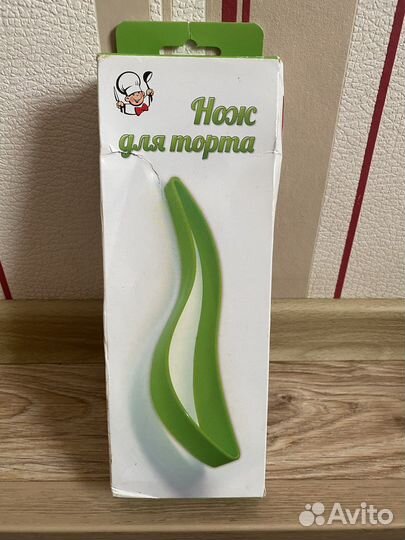 Нож
для торта
Avito